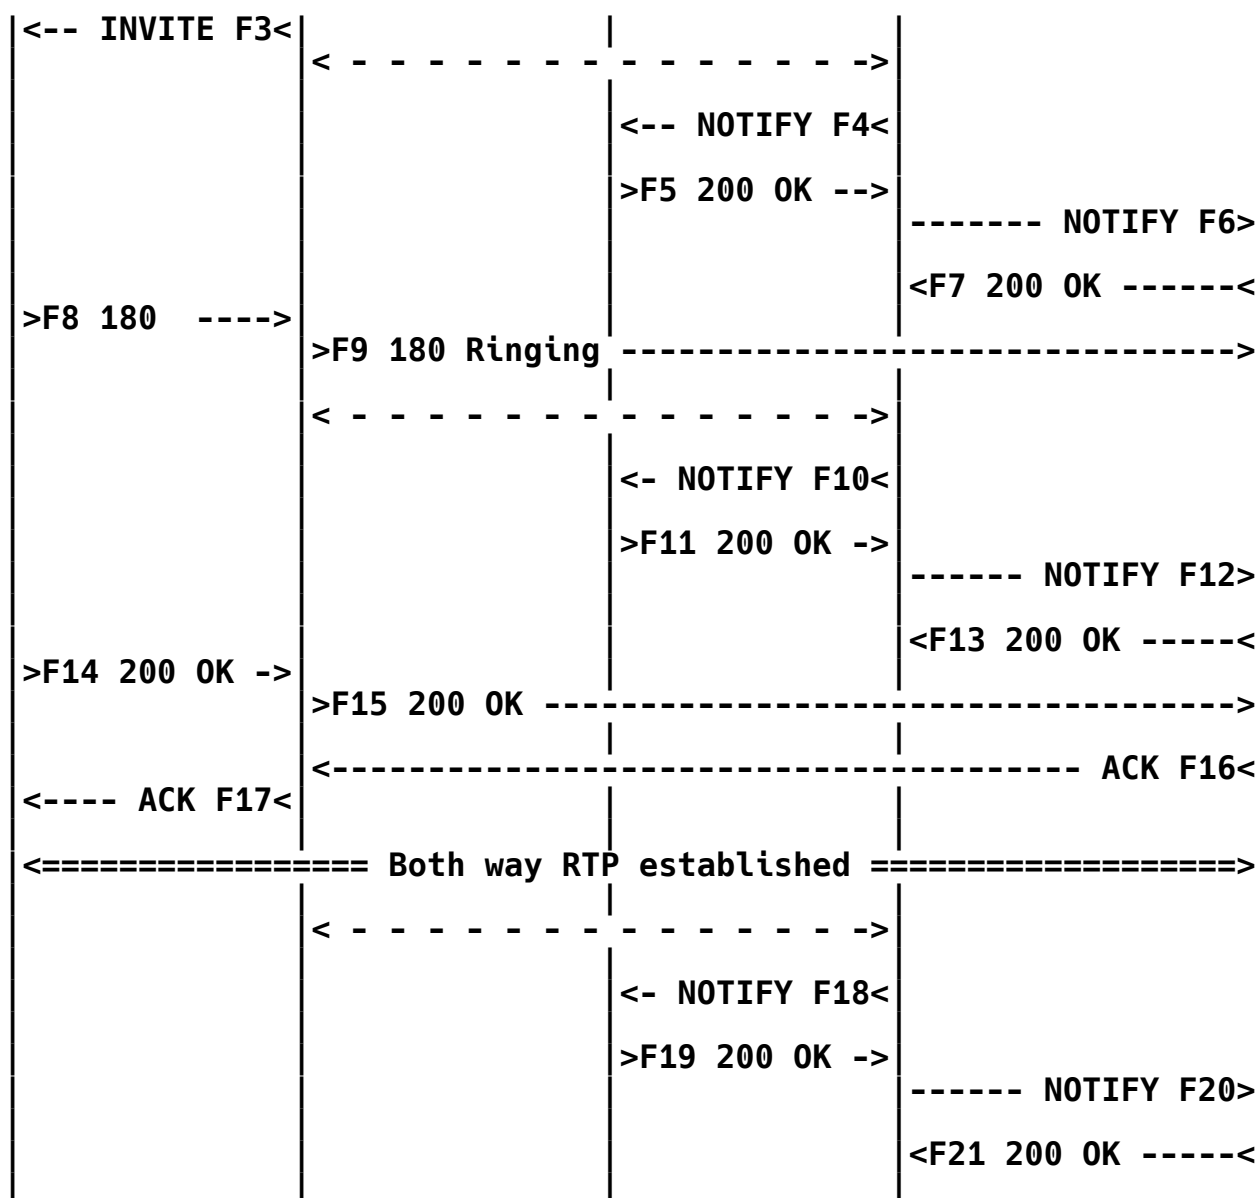 <-- INVITE F3<
< - - - - - - - - - - - - - ->
<-- NOTIFY F4<
>F5 200 OK -->
------- NOTIFY F6>
<F7 200 OK ------<
>F8 180  ---->
>F9 180 Ringing -------------------------------->
< - - - - - - - - - - - - - ->
<- NOTIFY F10<
>F11 200 OK ->
------ NOTIFY F12>
<F13 200 OK -----<
>F14 200 OK ->
>F15 200 OK ------------------------------------>
<--------------------------------------- ACK F16<
<---- ACK F17<
<================= Both way RTP established ===================>
< - - - - - - - - - - - - - ->
<- NOTIFY F18<
>F19 200 OK ->
------ NOTIFY F20>
<F21 200 OK -----<